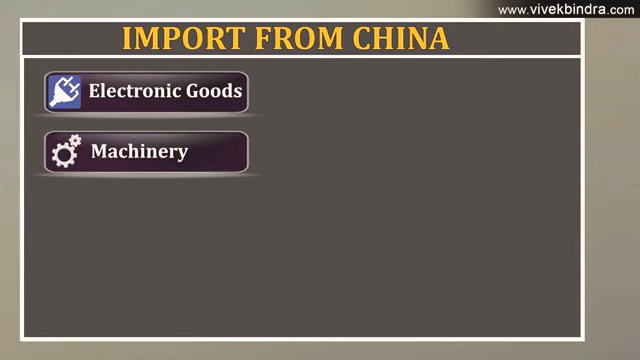 www.vivekbindra.com
IMPORT FROM CHINA
Electronic Goods
Machinery